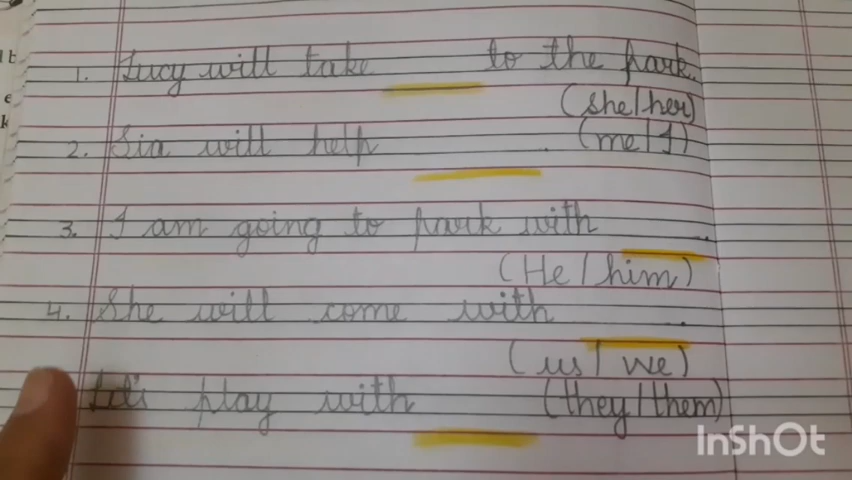 1. Lucy will take to the park.
(she/her)
2. Sia will help . (me/I)
3. I am going to park with .
(He/him)
4. She will come with .
(us/we)
Let's play with (they/them)
InShOt